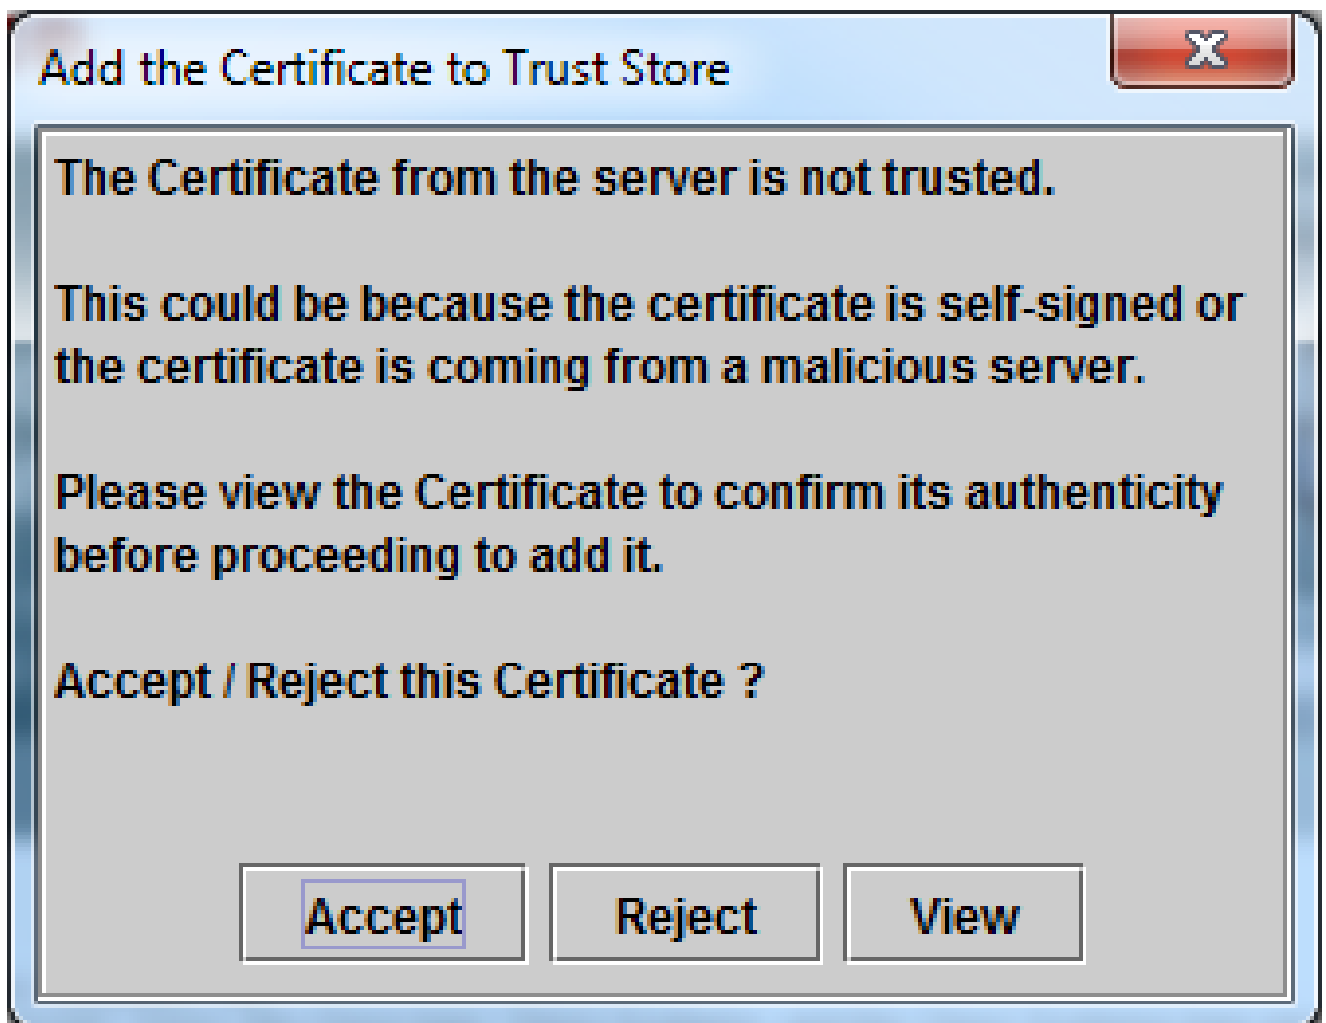 Add the Certificate to Trust Store
The Certificate from the server is not trusted.
This could be because the certificate is self-signed or
the certificate is coming from a malicious server.
Please view the Certificate to confirm its authenticity
before proceeding to add it.
Accept / Reject this Certificate ?
Accept Reject View